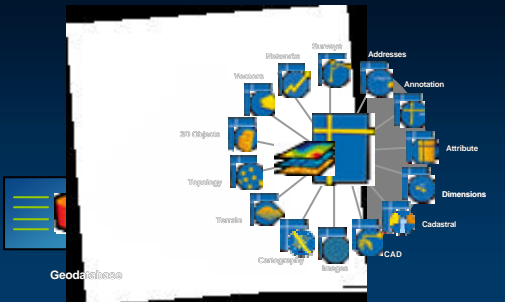 Surveys
Addresses
Networks
Annotation
Vectors
3D Objects
Attribute
Topology
Dimensions
Terrain
Cadastral
Cartography
CAD
Images
Geodatabase